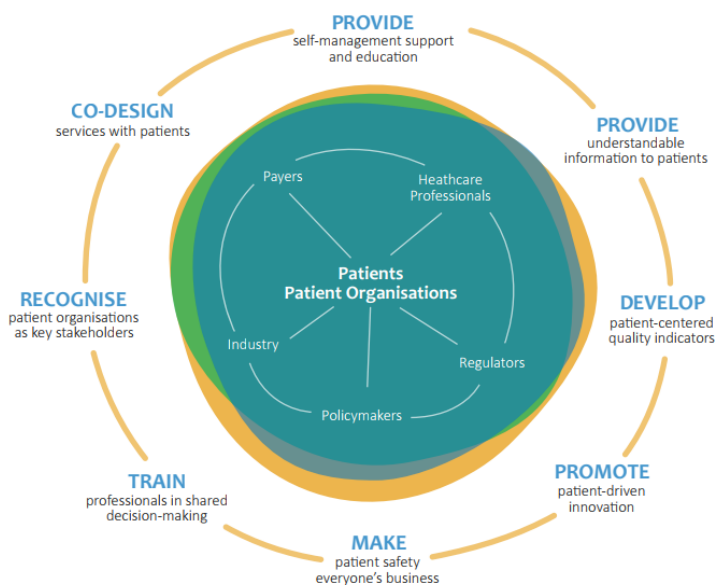 PROVIDE
self-management support
and education
CO-DESIGN
services with patients
PROVIDE
understandable
information to patients
Payers
Heathcare
Professionals
Patients
Patient Organisations
RECOGNISE
patient organisations
as key stakeholders
DEVELOP
patient-centered
quality indicators
Industry
Regulators
Policymakers
TRAIN
professionals in shared
decision-making
PROMOTE
patient-driven
innovation
MAKE
patient safety
everyone's business